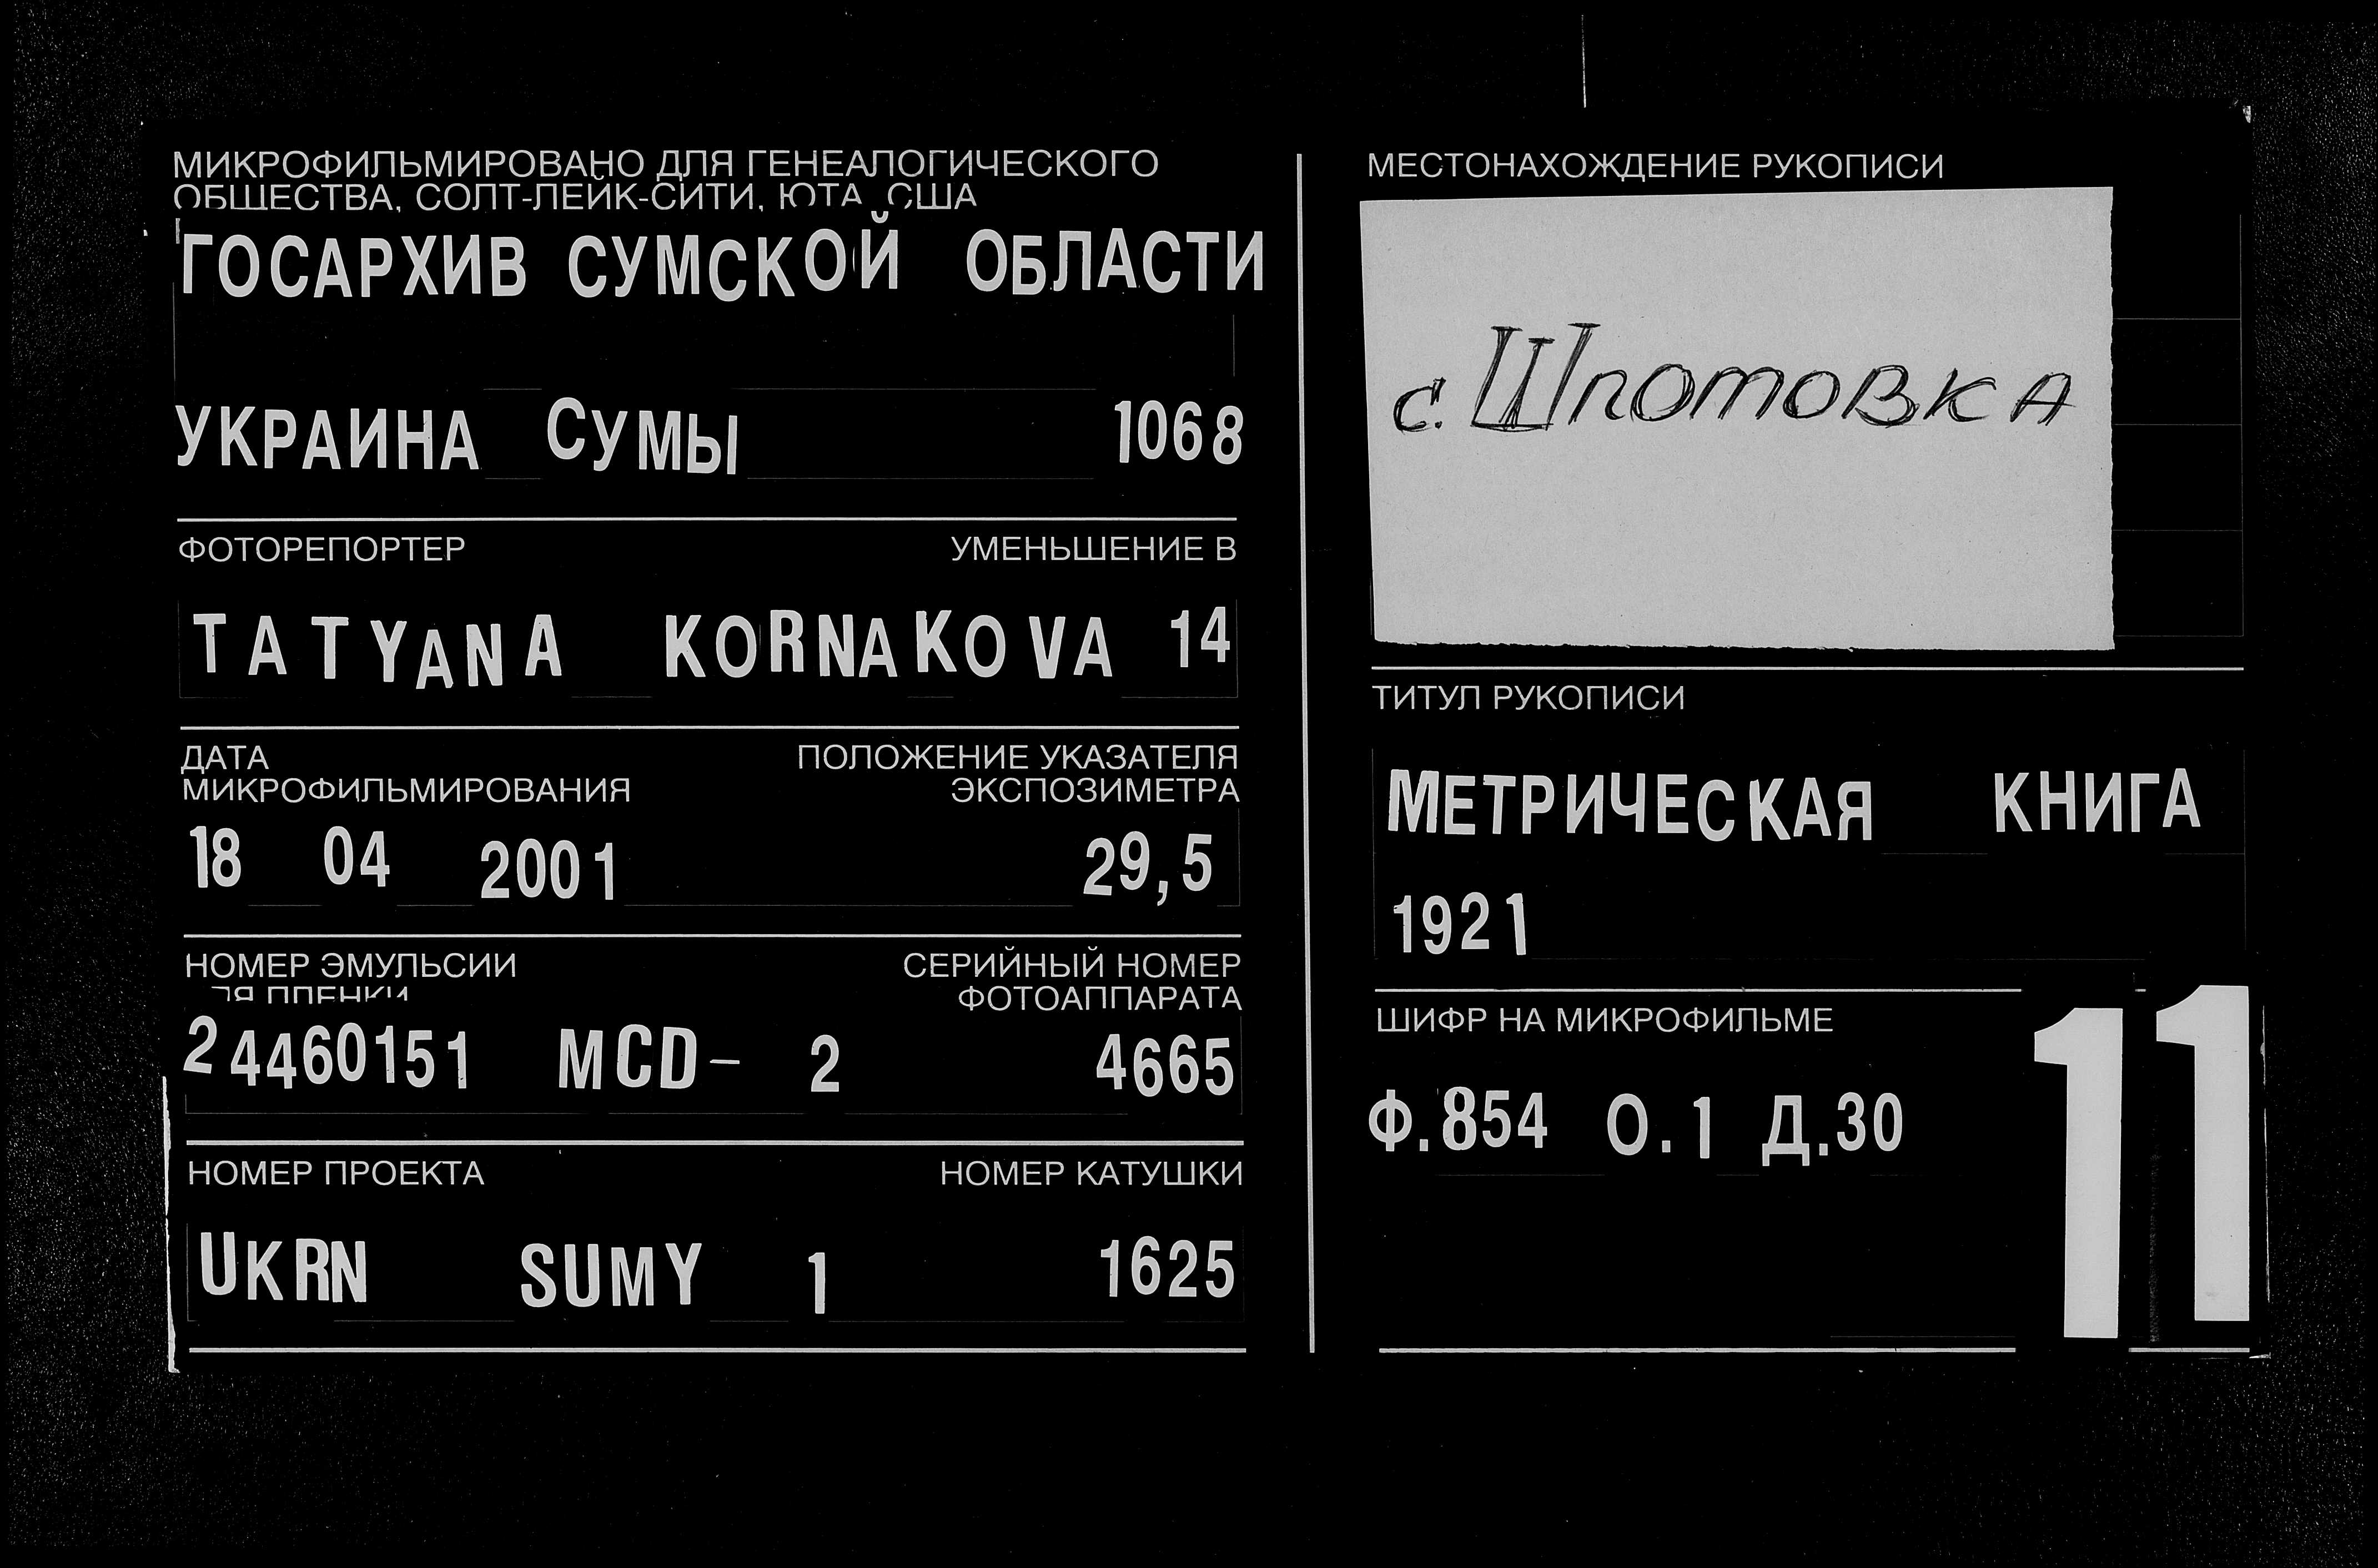 МИКРОФИЛЬМИРОВАНО ДЛЯ ГЕНЕАЛОГИЧЕСКОГО
ОБЩЕСТВА, СОЛТ-ЛЕЙК-СИТИ, ЮТА, США
ГОСАРХИВ СУМСКОЙ ОБЛАСТИ
УКРАИНА СУМЫ 1068
ФОТОРЕПОРТЕР УМЕНЬШЕНИЕ В
TATYANA KORNAKOVA 14
ДАТА ПОЛОЖЕНИЕ УКАЗАТЕЛЯ
МИКРОФИЛЬМИРОВАНИЯ ЭКСПОЗИМЕТРА
18 04 2001 29,5
НОМЕР ЭМУЛЬСИИ СЕРИЙНЫЙ НОМЕР
ДЛЯ ПЛЕНКИ ФОТОАППАРАТА
24460151 MCD- 2 4665
НОМЕР ПРОЕКТА НОМЕР КАТУШКИ
UKRN SUMY 1 1625
МЕСТОНАХОЖДЕНИЕ РУКОПИСИ
с. Шпотовка
ТИТУЛ РУКОПИСИ
МЕТРИЧЕСКАЯ КНИГА
1921
ШИФР НА МИКРОФИЛЬМЕ
Ф.854 О.1 Д.30
11